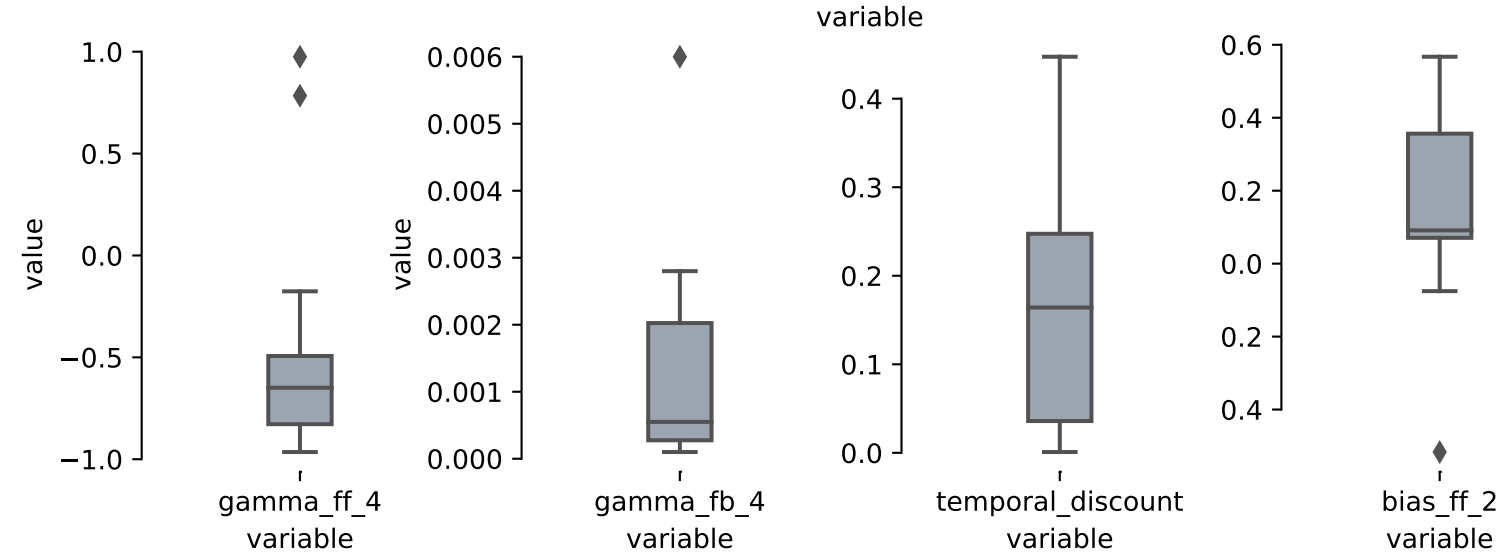 variable
value
1.0
0.5
0.0
−0.5
−1.0
gamma_ff_4
variable
value
0.006
0.005
0.004
0.003
0.002
0.001
0.000
gamma_fb_4
variable
0.4
0.3
0.2
0.1
0.0
temporal_discount
variable
0.6
0.4
0.2
0.0
0.2
0.4
bias_ff_2
variable